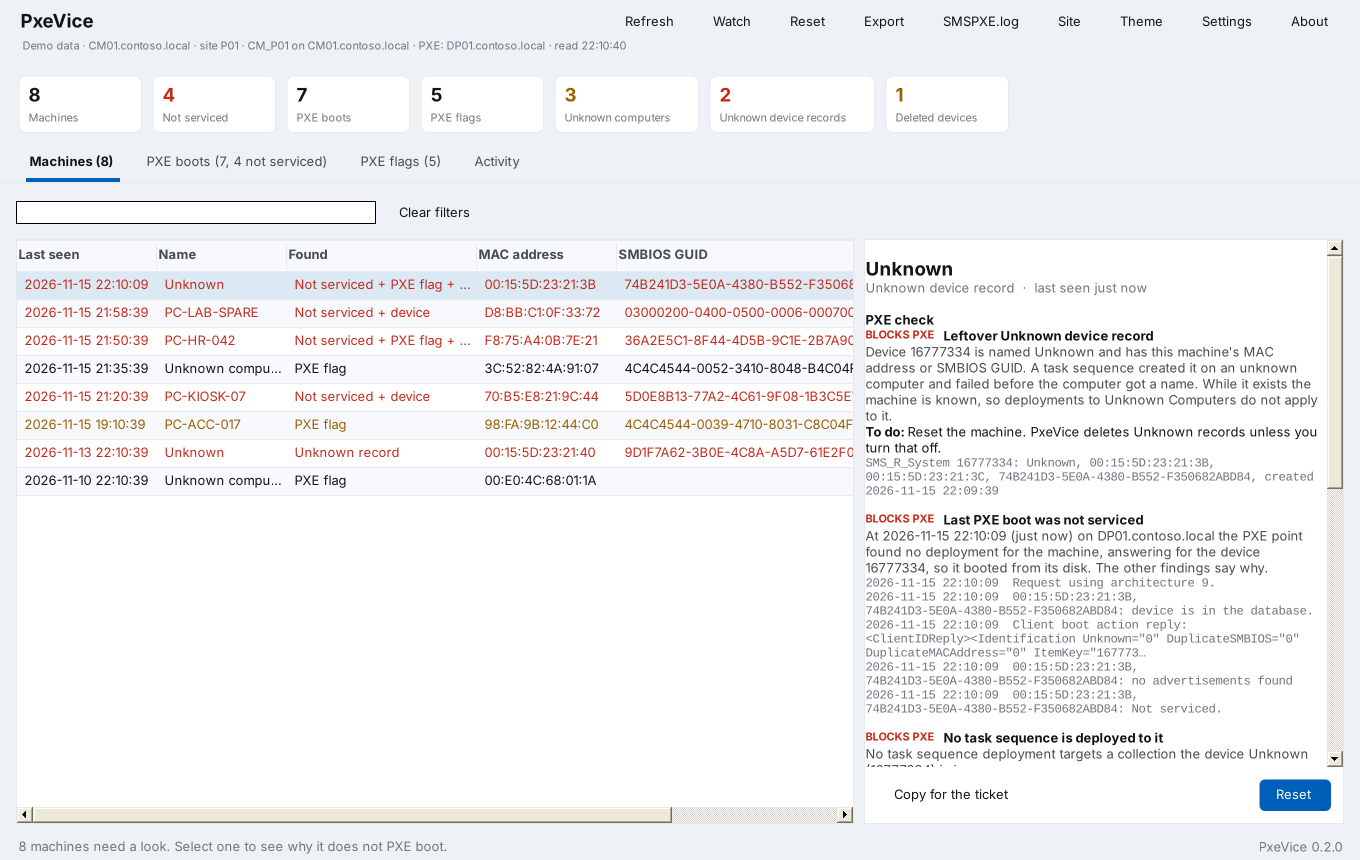 PxeVice
Refresh Watch Reset Export SMSPXE.log Site Theme Settings About
Demo data · CM01.contoso.local · site P01 · CM_P01 on CM01.contoso.local · PXE: DP01.contoso.local · read 22:10:40
8 4 7 5 3 2 1
Machines Not serviced PXE boots PXE flags Unknown computers Unknown device records Deleted devices
Machines (8) PXE boots (7, 4 not serviced) PXE flags (5) Activity
Clear filters
Last seen Name Found MAC address SMBIOS GUID
2026-11-15 22:10:09 Unknown Not serviced + PXE flag + ... 00:15:5D:23:21:3B 74B241D3-5E0A-4380-B552-F35068
2026-11-15 21:58:39 PC-LAB-SPARE Not serviced + device D8:BB:C1:0F:33:72 03000200-0400-0500-0006-000700
2026-11-15 21:50:39 PC-HR-042 Not serviced + PXE flag + ... F8:75:A4:0B:7E:21 36A2E5C1-8F44-4D5B-9C1E-2B7A90
2026-11-15 21:35:39 Unknown compu... PXE flag 3C:52:82:4A:91:07 4C4C4544-0052-3410-8048-B4C04F
2026-11-15 21:20:39 PC-KIOSK-07 Not serviced + device 70:B5:E8:21:9C:44 5D0E8B13-77A2-4C61-9F08-1B3C5E
2026-11-15 19:10:39 PC-ACC-017 PXE flag 98:FA:9B:12:44:C0 4C4C4544-0039-4710-8031-C8C04F
2026-11-13 22:10:39 Unknown Unknown record 00:15:5D:23:21:40 9D1F7A62-3B0E-4C8A-A5D7-61E2F0
2026-11-10 22:10:39 Unknown compu... PXE flag 00:E0:4C:68:01:1A
Unknown
Unknown device record · last seen just now
PXE check
BLOCKS PXE Leftover Unknown device record
Device 16777334 is named Unknown and has this machine's MAC
address or SMBIOS GUID. A task sequence created it on an unknown
computer and failed before the computer got a name. While it exists the
machine is known, so deployments to Unknown Computers do not apply
to it.
To do: Reset the machine. PxeVice deletes Unknown records unless you
turn that off.
SMS_R_System 16777334: Unknown, 00:15:5D:23:21:3B,
00:15:5D:23:21:3C, 74B241D3-5E0A-4380-B552-F350682ABD84, created
2026-11-15 22:09:39
BLOCKS PXE Last PXE boot was not serviced
At 2026-11-15 22:10:09 (just now) on DP01.contoso.local the PXE point
found no deployment for the machine, answering for the device
16777334, so it booted from its disk. The other findings say why.
2026-11-15 22:10:09 Request using architecture 9.
2026-11-15 22:10:09 00:15:5D:23:21:3B,
74B241D3-5E0A-4380-B552-F350682ABD84: device is in the database.
2026-11-15 22:10:09 Client boot action reply:
<ClientIDReply><Identification Unknown="0" DuplicateSMBIOS="0"
DuplicateMACAddress="0" ItemKey="167773…
2026-11-15 22:10:09 00:15:5D:23:21:3B,
74B241D3-5E0A-4380-B552-F350682ABD84: no advertisements found
2026-11-15 22:10:09 00:15:5D:23:21:3B,
74B241D3-5E0A-4380-B552-F350682ABD84: Not serviced.
BLOCKS PXE No task sequence is deployed to it
No task sequence deployment targets a collection the device Unknown
Copy for the ticket Reset
8 machines need a look. Select one to see why it does not PXE boot.
PxeVice 0.2.0